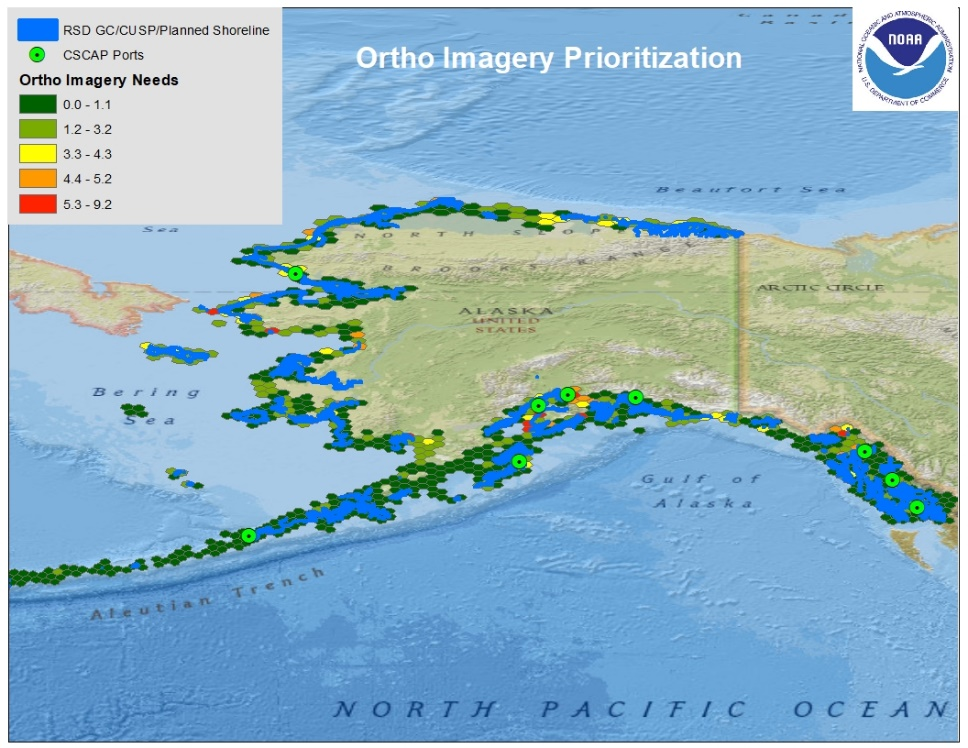 RSD GC/CUSP/Planned Shoreline
CSCAP Ports
Ortho Imagery Needs
0.0 - 1.1
1.2 - 3.2
3.3 - 4.3
4.4 - 5.2
5.3 - 9.2
Ortho Imagery Prioritization
NATIONAL OCEANIC AND ATMOSPHERIC ADMINISTRATION
NOAA
U.S. DEPARTMENT OF COMMERCE
Beaufort Sea
Sea
NORTH SLOPE
BROOKS RANGE
ARCTIC CIRCLE
ALASKA
UNITED
STATES
Bering
Sea
Gulf of
Alaska
Aleutian Trench
NORTH PACIFIC OCEAN